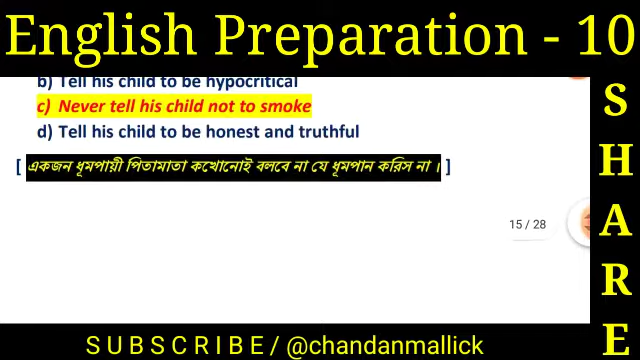 English Preparation - 10
b) Tell his child to be hypocritical
c) Never tell his child not to smoke
d) Tell his child to be honest and truthful
[ একজন ধূমপায়ী পিতামাতা কখোনোই বলবে না যে ধূমপান করিস না । ]
15 / 28
S
H
A
R
E
SUBSCRIBE/ @chandanmallick